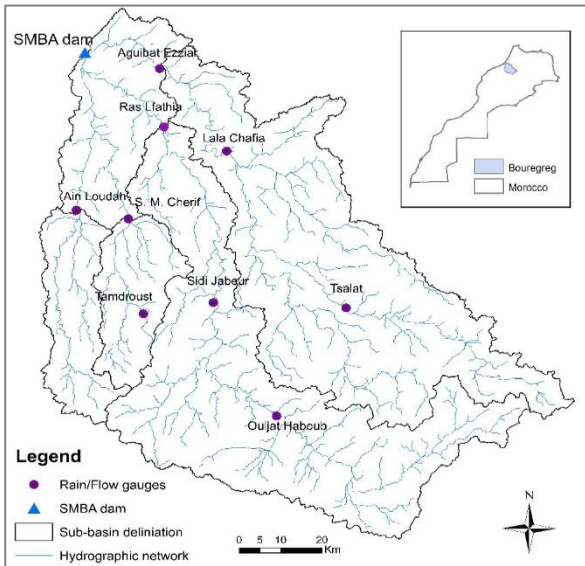 SMBA dam
Aguibat Ezziar
Ras Lfathia
Lala Chafia
Ain Loudah
S. M. Cherif
Sidi Jabeur
Tsalat
Tamdroust
Ouljat Haboub
Bouregreg
Morocco
Legend
Rain/Flow gauges
SMBA dam
Sub-basin deliniation
Hydrographic network
0 5 10 20
Km
N